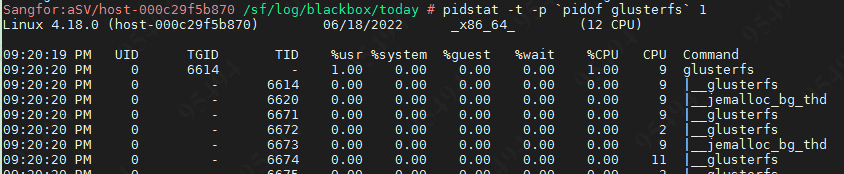 Sangfor:aSV/host-000c29f5b870 /sf/log/blackbox/today # pidstat -t -p `pidof glusterfs` 1
Linux 4.18.0 (host-000c29f5b870) 06/18/2022 _x86_64_ (12 CPU)
09:20:19 PM UID TGID TID %usr %system %guest %wait %CPU CPU Command
09:20:20 PM 0 6614 - 1.00 0.00 0.00 0.00 1.00 9 glusterfs
09:20:20 PM 0 - 6614 0.00 0.00 0.00 0.00 0.00 9 |__glusterfs
09:20:20 PM 0 - 6620 0.00 0.00 0.00 0.00 0.00 9 |__jemalloc_bg_thd
09:20:20 PM 0 - 6671 0.00 0.00 0.00 0.00 0.00 9 |__glusterfs
09:20:20 PM 0 - 6672 0.00 0.00 0.00 0.00 0.00 2 |__glusterfs
09:20:20 PM 0 - 6673 0.00 0.00 0.00 0.00 0.00 9 |__jemalloc_bg_thd
09:20:20 PM 0 - 6674 0.00 0.00 0.00 0.00 0.00 11 |__glusterfs